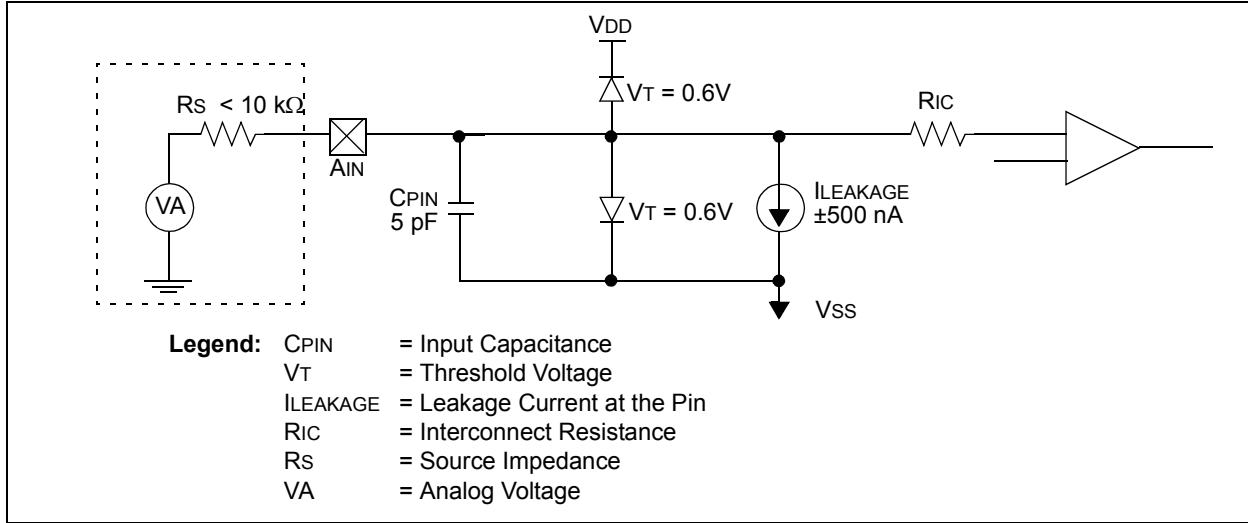 VDD
RS < 10 kΩ
VT = 0.6V
RIC
AIN
VA
CPIN
5 pF
VT = 0.6V
ILEAKAGE
±500 nA
VSS
Legend: CPIN = Input Capacitance
VT = Threshold Voltage
ILEAKAGE = Leakage Current at the Pin
RIC = Interconnect Resistance
RS = Source Impedance
VA = Analog Voltage